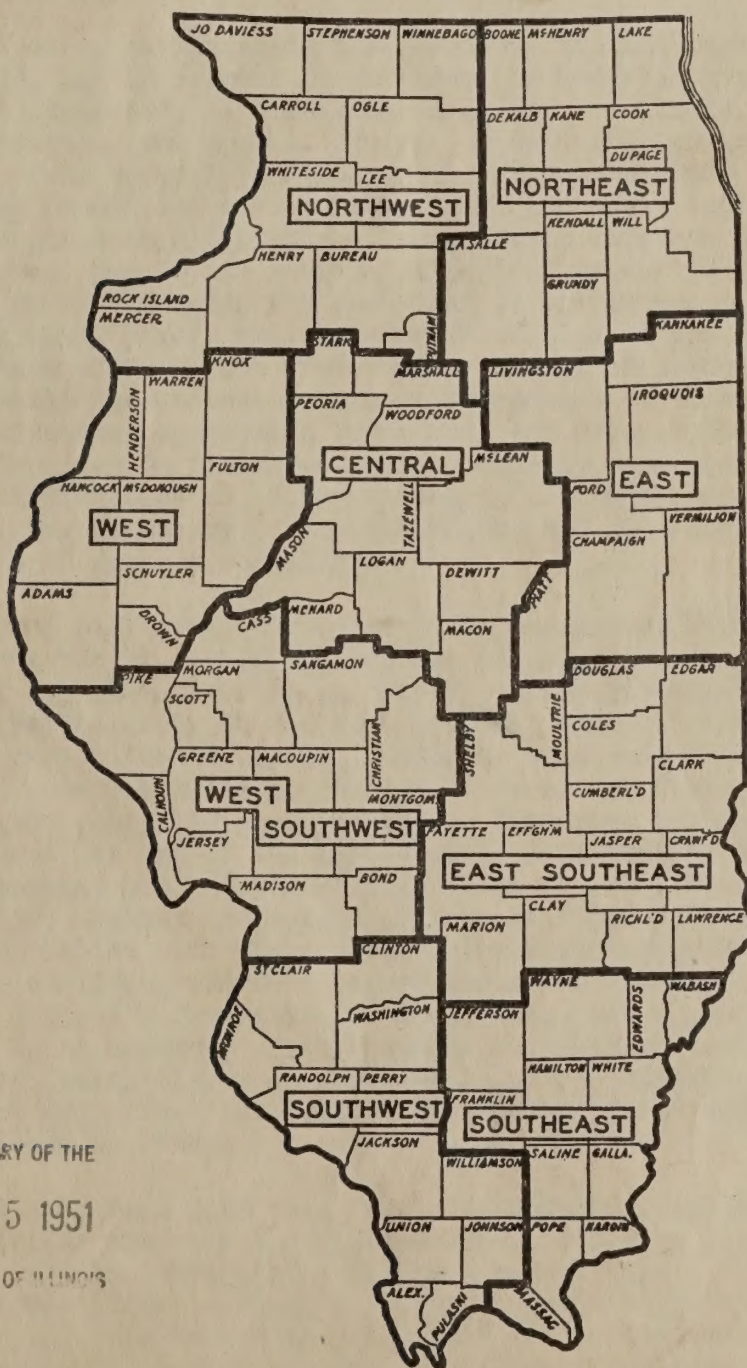 JO DAVIESS STEPHENSON WINNEBAGO BOONE McHENRY LAKE
CARROLL OGLE DEKALB KANE COOK
DUPAGE
WHITESIDE LEE
NORTHWEST NORTHEAST
KENDALL WILL
LASALLE
HENRY BUREAU
GRUNDY
ROCK ISLAND
MERCER PUTNAM KANKAKEE
STARK
KNOX MARSHALL LIVINGSTON
WARREN
HENDERSON PEORIA WOODFORD IROQUOIS
CENTRAL McLEAN
FULTON EAST
HANCOCK McDONOUGH TAZEWELL FORD
WEST VERMILION
MASON CHAMPAIGN
LOGAN
SCHUYLER DEWITT
ADAMS PIATT
BROWN CASS MENARD
MACON
PIKE MORGAN SANGAMON DOUGLAS EDGAR
SCOTT MOULTRIE
CHRISTIAN SHELBY COLES
GREENE MACOUPIN CLARK
CALHOUN WEST MONTGOM. CUMBERL'D
SOUTHWEST FAYETTE EFFGH'M
JERSEY JASPER CRAWF'D
EAST SOUTHEAST
MADISON BOND
CLAY
MARION RICHL'D LAWRENCE
CLINTON
ST CLAIR WAYNE
WABASH
MONROE WASHINGTON JEFFERSON EDWARDS
HAMILTON WHITE
RANDOLPH PERRY
FRANKLIN
SOUTHWEST SOUTHEAST
JACKSON
WILLIAMSON SALINE GALLA.
UNION JOHNSON POPE HARDIN
ALEX.
PULASKI MASSAC
RY OF THE
5 1951
OF ILLINOIS